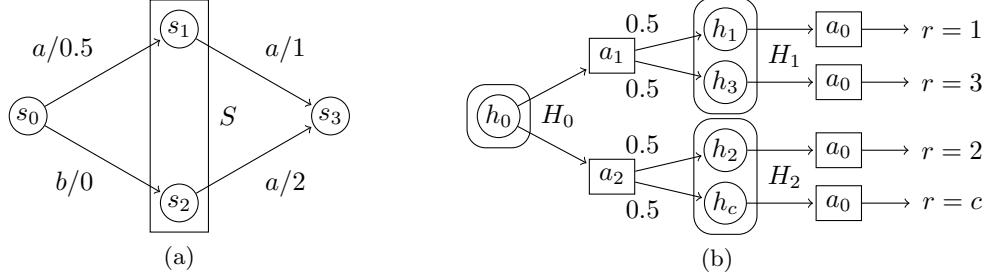 a/0.5
s₁
a/1
s₀
S
s₃
b/0
s₂
a/2
(a)
h₀
H₀
a₁
0.5
0.5
h₁
h₃
H₁
a₀
r = 1
a₀
r = 3
a₂
0.5
0.5
h₂
h_c
H₂
a₀
r = 2
a₀
r = c
(b)